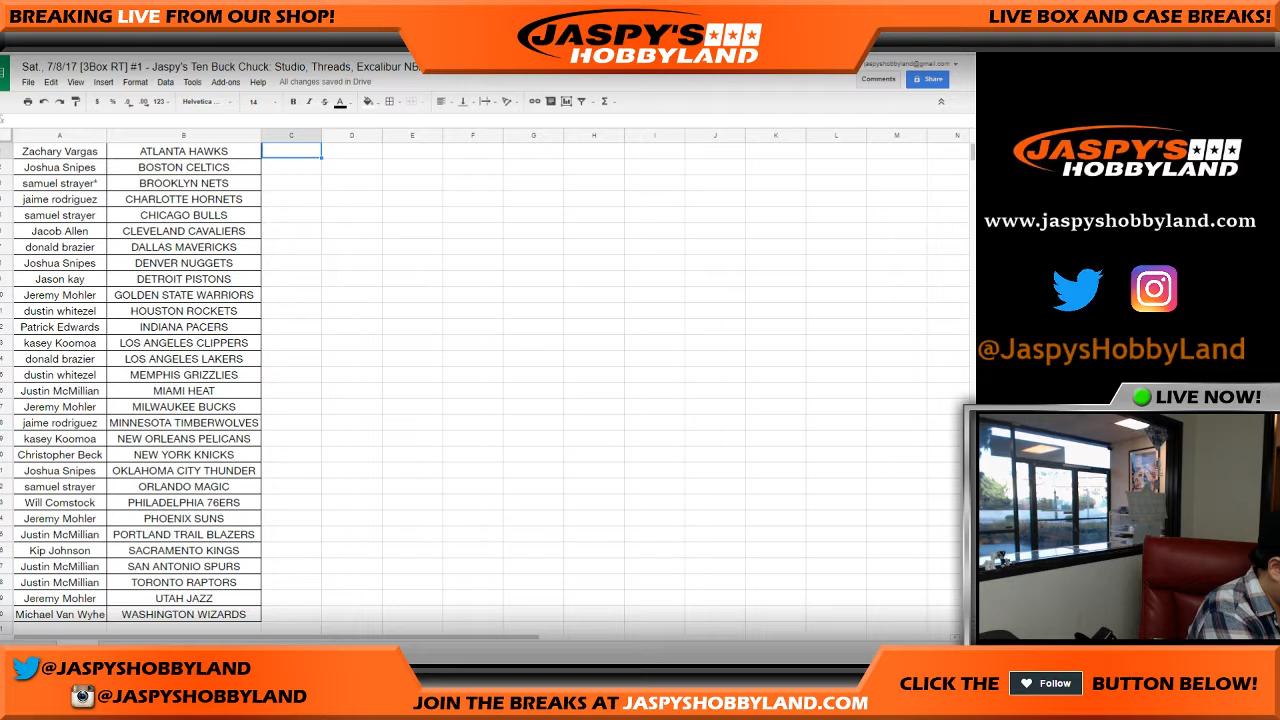 BREAKING LIVE FROM OUR SHOP!
JASPY'S
HOBBYLAND
LIVE BOX AND CASE BREAKS!
Sat., 7/8/17 [3Box RT] #1 - Jaspy's Ten Buck Chuck: Studio, Threads, Excalibur NB
jaspyshobbyland@gmail.com
File Edit View Insert Format Data Tools Add-ons Help All changes saved in Drive
Comments Share
$ % .0 .00 123 Helvetica ... 14 B I S A
A B C D E F G H I J K L M N
Zachary Vargas ATLANTA HAWKS
Joshua Snipes BOSTON CELTICS
samuel strayer* BROOKLYN NETS
jaime rodriguez CHARLOTTE HORNETS
samuel strayer CHICAGO BULLS
Jacob Allen CLEVELAND CAVALIERS
donald brazier DALLAS MAVERICKS
Joshua Snipes DENVER NUGGETS
Jason kay DETROIT PISTONS
Jeremy Mohler GOLDEN STATE WARRIORS
dustin whitezel HOUSTON ROCKETS
Patrick Edwards INDIANA PACERS
kasey Koomoa LOS ANGELES CLIPPERS
donald brazier LOS ANGELES LAKERS
dustin whitezel MEMPHIS GRIZZLIES
Justin McMillian MIAMI HEAT
Jeremy Mohler MILWAUKEE BUCKS
jaime rodriguez MINNESOTA TIMBERWOLVES
kasey Koomoa NEW ORLEANS PELICANS
Christopher Beck NEW YORK KNICKS
Joshua Snipes OKLAHOMA CITY THUNDER
samuel strayer ORLANDO MAGIC
Will Comstock PHILADELPHIA 76ERS
Jeremy Mohler PHOENIX SUNS
Justin McMillian PORTLAND TRAIL BLAZERS
Kip Johnson SACRAMENTO KINGS
Justin McMillian SAN ANTONIO SPURS
Justin McMillian TORONTO RAPTORS
Jeremy Mohler UTAH JAZZ
Michael Van Wyhe WASHINGTON WIZARDS
JASPY'S
HOBBYLAND
www.jaspyshobbyland.com
@JaspysHobbyLand
LIVE NOW!
@JASPYSHOBBYLAND
@JASPYSHOBBYLAND
JOIN THE BREAKS AT JASPYSHOBBYLAND.COM
CLICK THE Follow BUTTON BELOW!